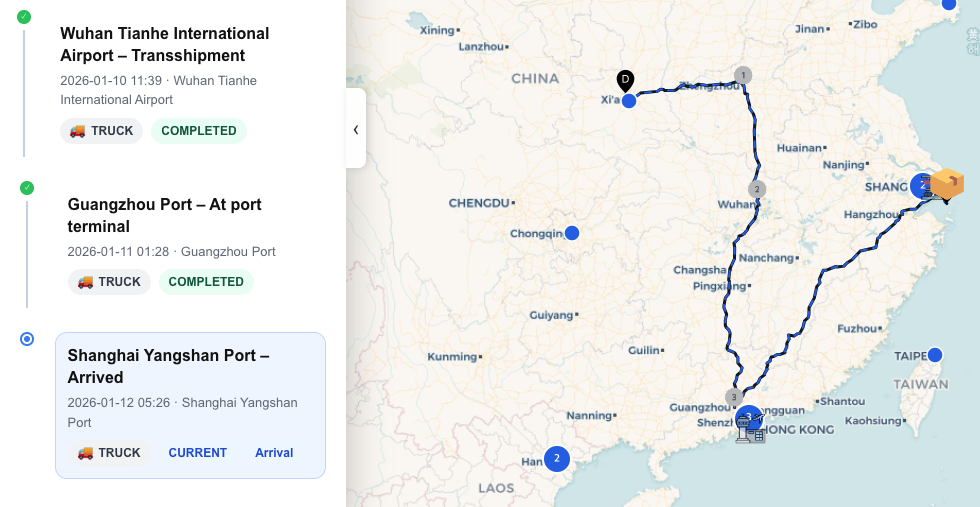 Wuhan Tianhe International
Airport – Transshipment
2026-01-10 11:39 · Wuhan Tianhe
International Airport
TRUCK
COMPLETED
Guangzhou Port – At port
terminal
2026-01-11 01:28 · Guangzhou Port
TRUCK
COMPLETED
Shanghai Yangshan Port –
Arrived
2026-01-12 05:26 · Shanghai Yangshan
Port
TRUCK
CURRENT
Arrival
Xining
Lanzhou
Jinan
Zibo
CHINA
D
1
Zhengzhou
Xi'a
Huainan
Nanjing
2
SHANG
CHENGDU
Wuhan
Hangzhou
Chongqin
Nanchang
Changsha
Pingxiang
Guiyang
Fuzhou
Guilin
Kunming
TAIPE
TAIWAN
3
Guangzhou
ngguan
Shantou
Nanning
Shenz
HONG KONG
Kaohsiung
Han
2
LAOS